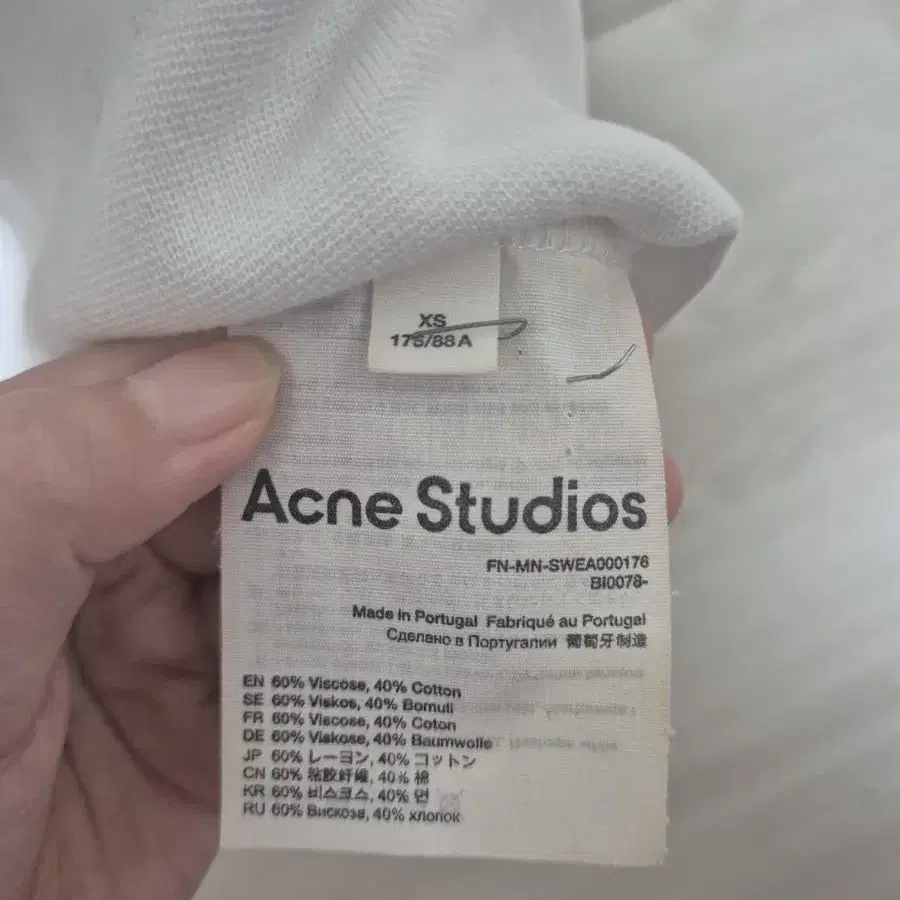 XS
175/88A
Acne Studios
FN-MN-SWEA000176
BI0078-
Made in Portugal Fabriqué au Portugal
Сделано в Португалии 葡萄牙制造
EN 60% Viscose, 40% Cotton
SE 60% Viskos, 40% Bomull
FR 60% Viscose, 40% Coton
DE 60% Viskose, 40% Baumwolle
JP 60% レーヨン, 40% コットン
CN 60% 粘胶纤维, 40% 棉
KR 60% 비스코스, 40% 면
RU 60% Вискоза, 40% хлопок